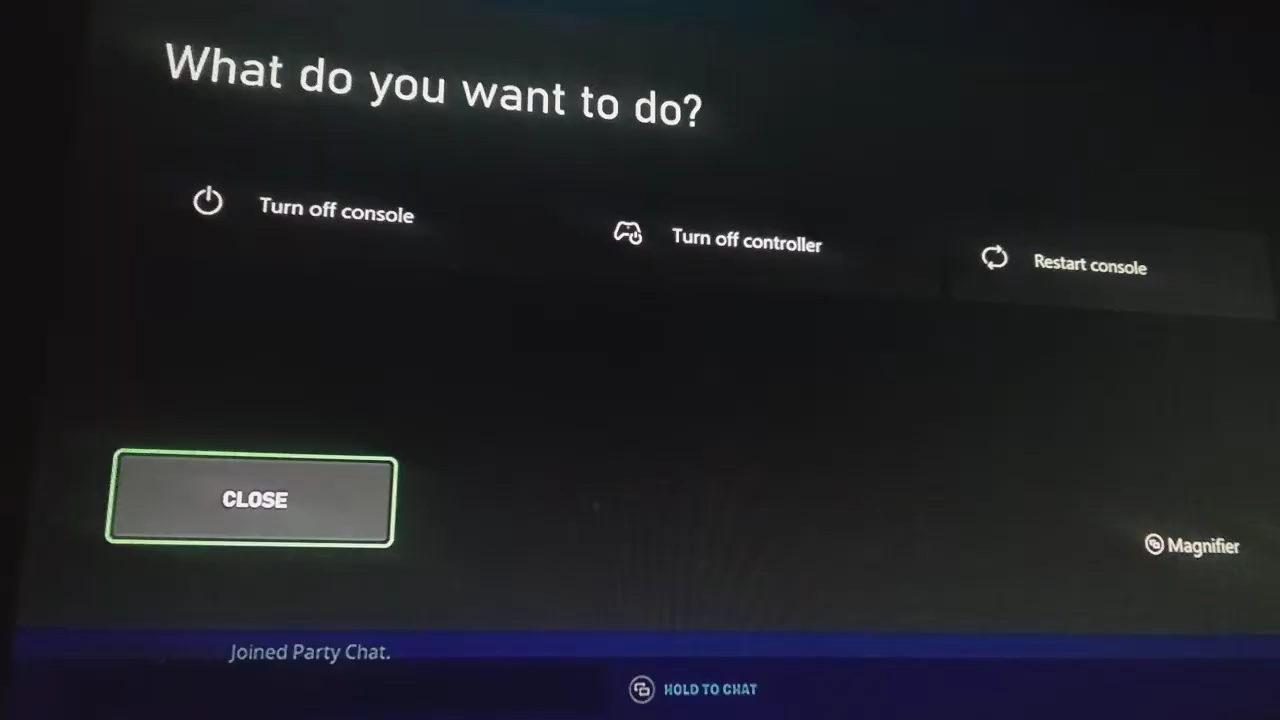 What do you want to do?
Turn off console
Turn off controller
Restart console
CLOSE
Magnifier
Joined Party Chat.
HOLD TO CHAT